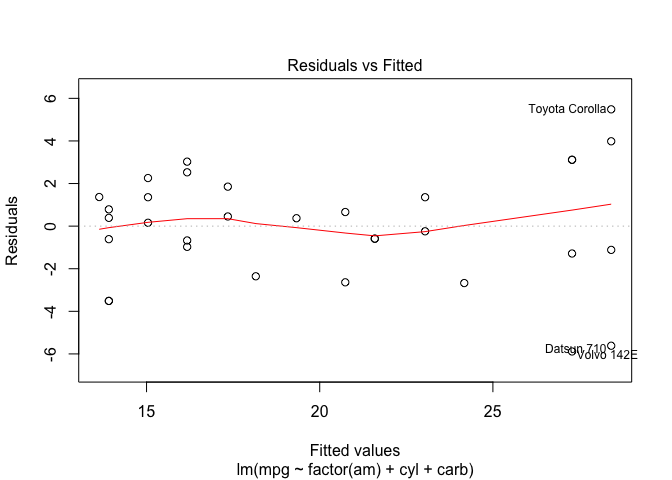 Residuals vs Fitted
Residuals
6
4
2
0
-2
-4
-6
Toyota Corolla
Datsun 710
Volvo 142E
15
20
25
Fitted values
lm(mpg ~ factor(am) + cyl + carb)